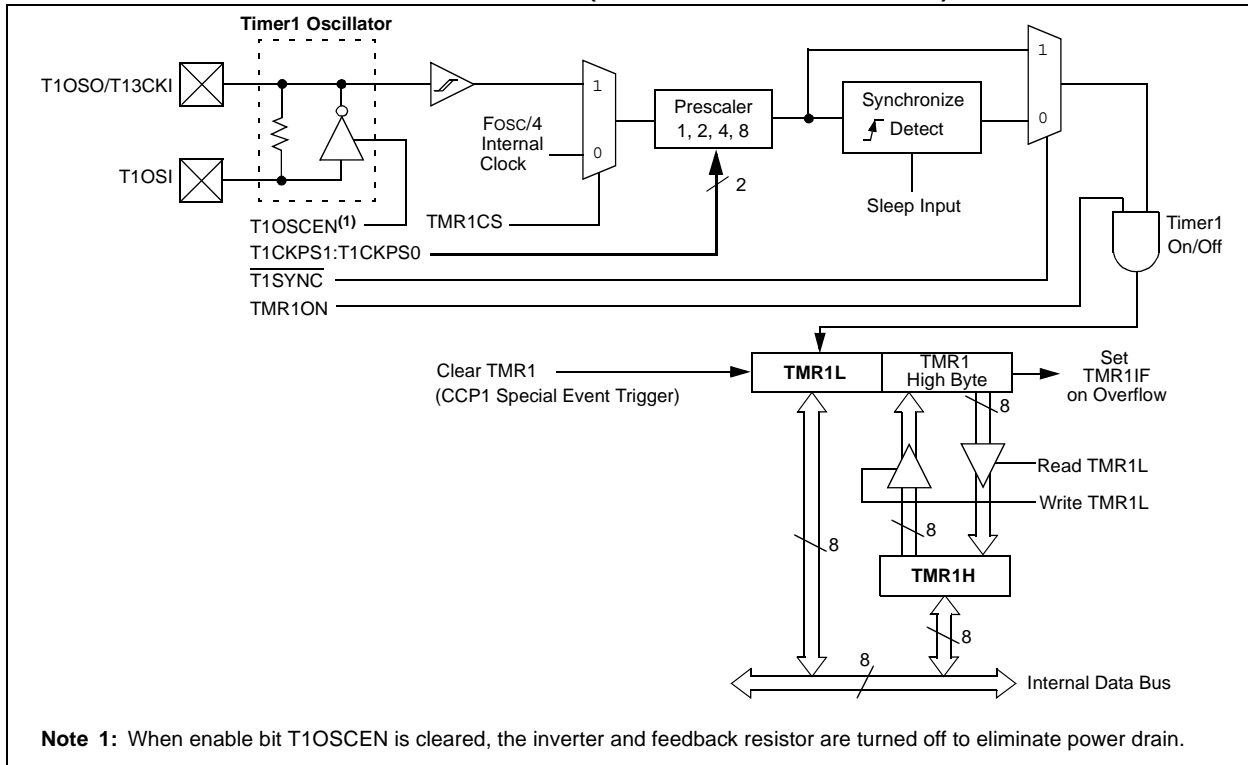 Timer1 Oscillator
T1OSO/T13CKI
T1OSI
FOSC/4
Internal
Clock
1
0
Prescaler
1, 2, 4, 8
2
Synchronize
Detect
Sleep Input
1
0
T1OSCEN(1)
TMR1CS
T1CKPS1:T1CKPS0
T1SYNC
TMR1ON
Timer1
On/Off
Clear TMR1
(CCP1 Special Event Trigger)
TMR1L
TMR1
High Byte
Set
TMR1IF
on Overflow
8
Read TMR1L
Write TMR1L
8
8
TMR1H
8
8
Internal Data Bus
Note 1: When enable bit T1OSCEN is cleared, the inverter and feedback resistor are turned off to eliminate power drain.